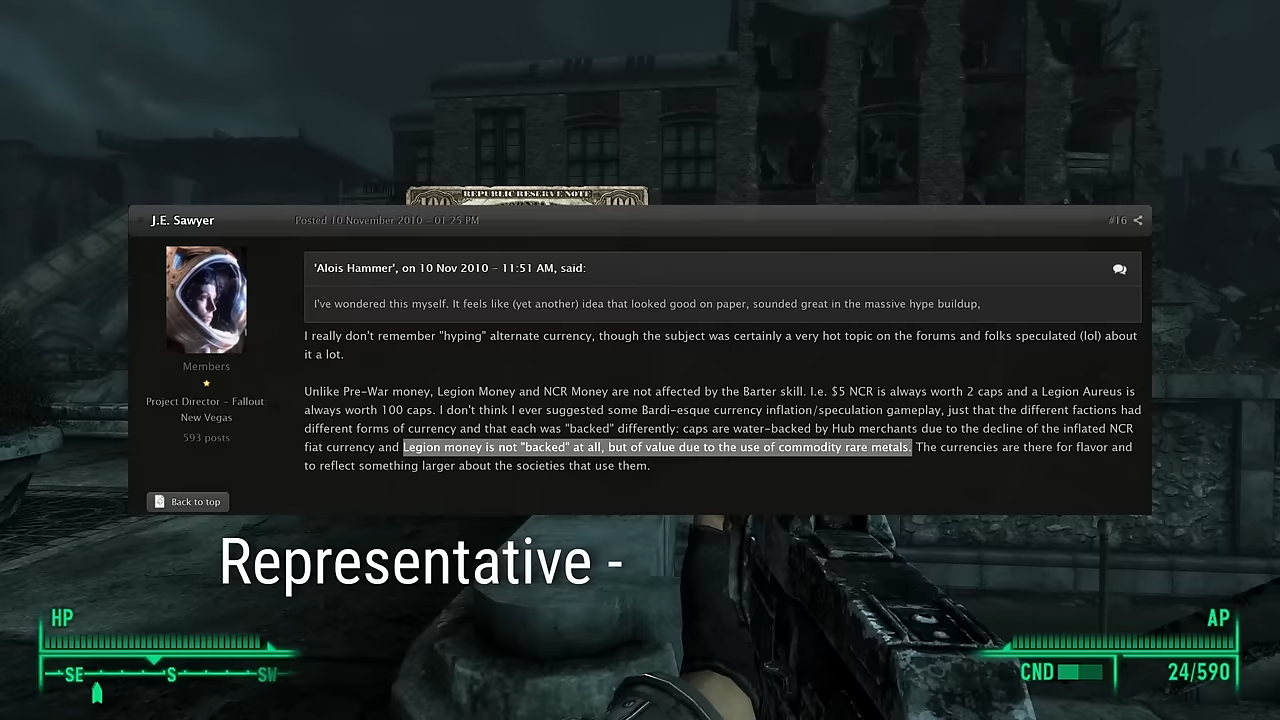 REPUBLIC RESERVE NOTE
100
100
J.E. Sawyer
Posted 10 November 2010 - 01:25 PM
#16
'Alois Hammer', on 10 Nov 2010 - 11:51 AM, said:
I've wondered this myself. It feels like (yet another) idea that looked good on paper, sounded great in the massive hype buildup,
I really don't remember "hyping" alternate currency, though the subject was certainly a very hot topic on the forums and folks speculated (lol) about
it a lot.
Unlike Pre-War money, Legion Money and NCR Money are not affected by the Barter skill. I.e. $5 NCR is always worth 2 caps and a Legion Aureus is
always worth 100 caps. I don't think I ever suggested some Bardi-esque currency inflation/speculation gameplay, just that the different factions had
different forms of currency and that each was "backed" differently: caps are water-backed by Hub merchants due to the decline of the inflated NCR
fiat currency and Legion money is not "backed" at all, but of value due to the use of commodity rare metals. The currencies are there for flavor and
to reflect something larger about the societies that use them.
Members
Project Director - Fallout
New Vegas
593 posts
Back to top
Representative -
HP
SE
S
SW
AP
CND
24/590